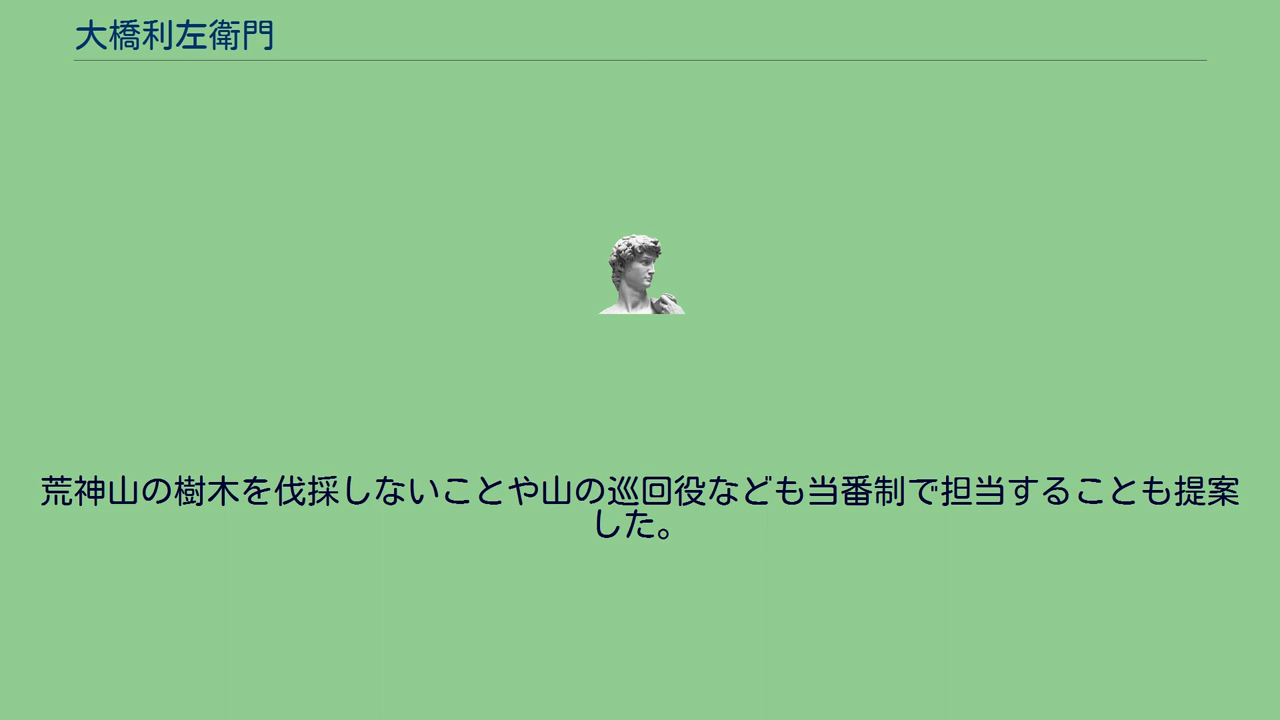 大橋利左衛門
荒神山の樹木を伐採しないことや山の巡回役なども当番制で担当することも提案
した。